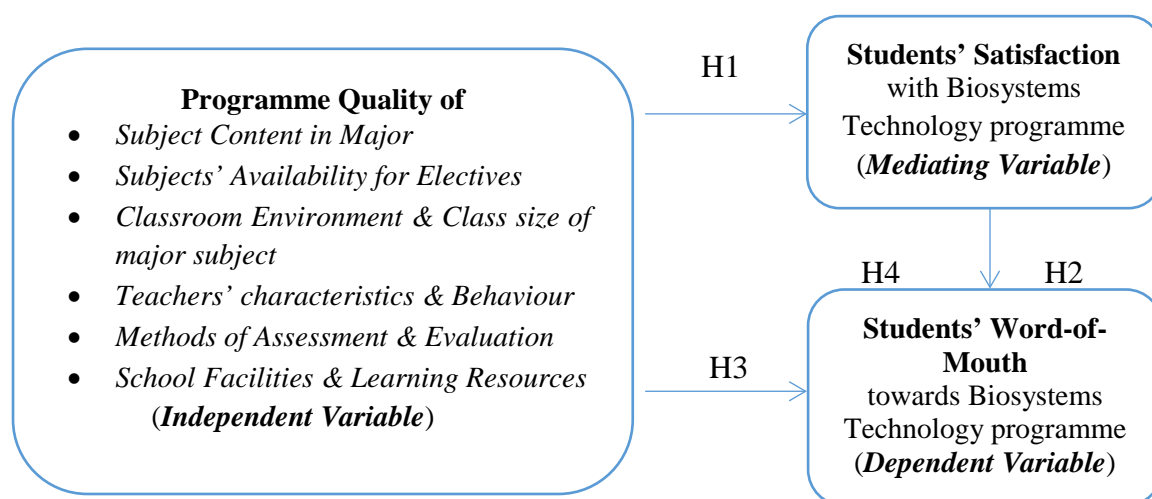 Programme Quality of
• Subject Content in Major
• Subjects’ Availability for Electives
• Classroom Environment & Class size of
major subject
• Teachers’ characteristics & Behaviour
• Methods of Assessment & Evaluation
• School Facilities & Learning Resources
(Independent Variable)
H1
H3
Students’ Satisfaction
with Biosystems
Technology programme
(Mediating Variable)
H4
H2
Students’ Word-of-
Mouth
towards Biosystems
Technology programme
(Dependent Variable)